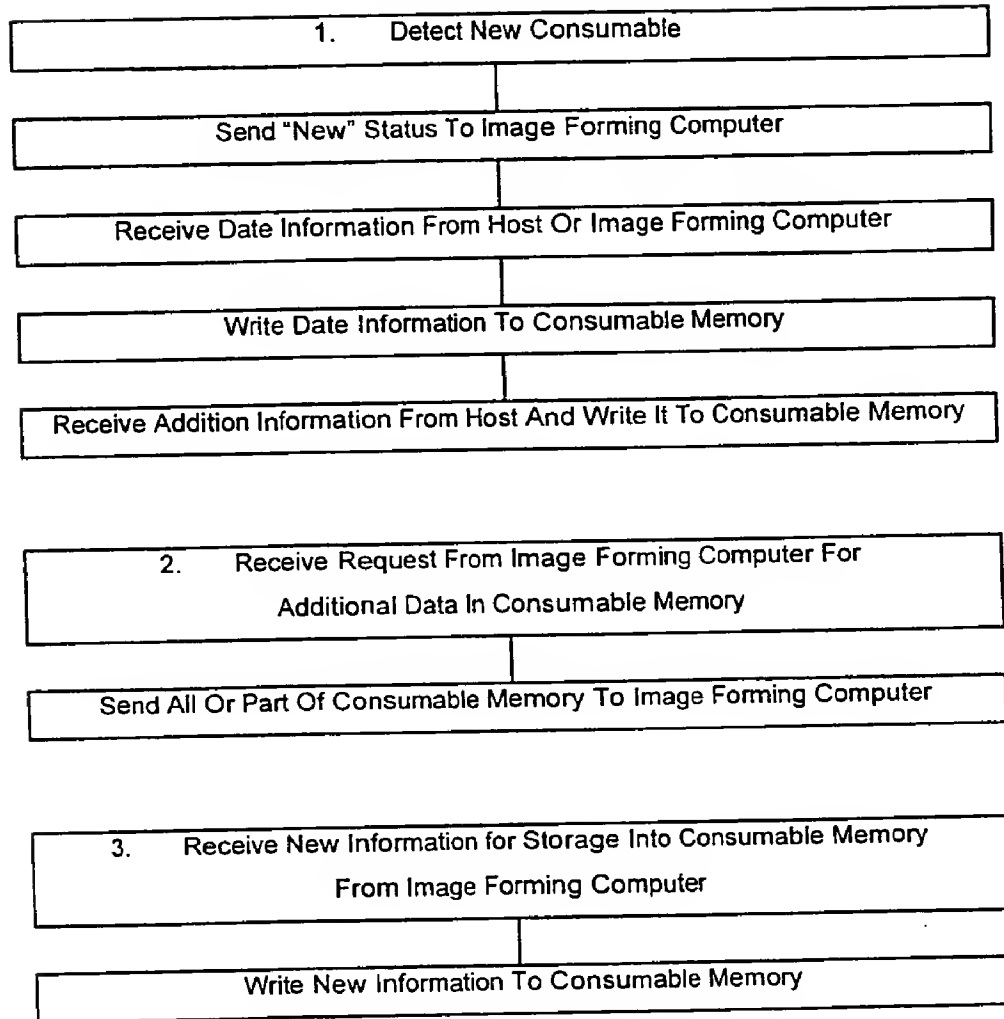 1. Detect New Consumable
Send "New" Status To Image Forming Computer
Receive Date Information From Host Or Image Forming Computer
Write Date Information To Consumable Memory
Receive Addition Information From Host And Write It To Consumable Memory
2. Receive Request From Image Forming Computer For
Additional Data In Consumable Memory
Send All Or Part Of Consumable Memory To Image Forming Computer
3. Receive New Information for Storage Into Consumable Memory
From Image Forming Computer
Write New Information To Consumable Memory